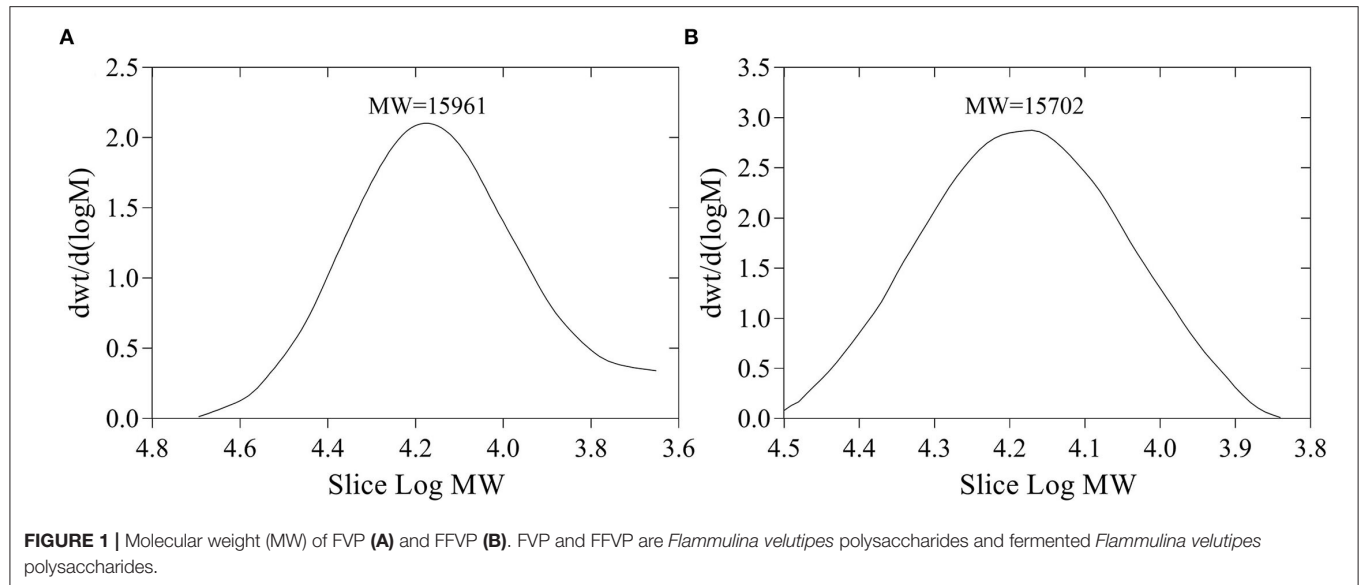 A
2.5
2.0
1.5
1.0
0.5
0.0
dwt/d(logM)
MW=15961
4.8 4.6 4.4 4.2 4.0 3.8 3.6
Slice Log MW
B
3.5
3.0
2.5
2.0
1.5
1.0
0.5
0.0
dwt/d(logM)
MW=15702
4.5 4.4 4.3 4.2 4.1 4.0 3.9 3.8
Slice Log MW
FIGURE 1 | Molecular weight (MW) of FVP (A) and FFVP (B). FVP and FFVP are Flammulina velutipes polysaccharides and fermented Flammulina velutipes
polysaccharides.